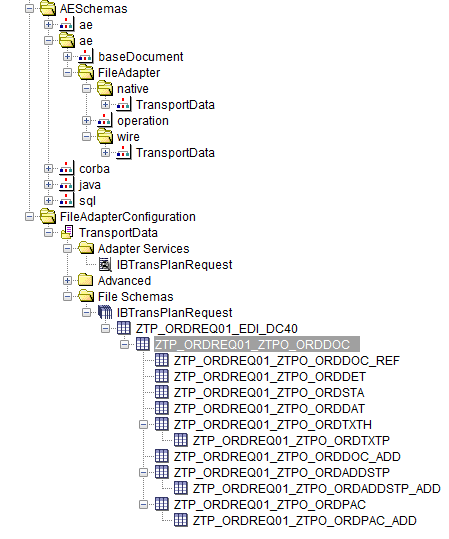 AESchemas
ae
ae
baseDocument
FileAdapter
native
TransportData
operation
wire
TransportData
corba
java
sql
FileAdapterConfiguration
TransportData
Adapter Services
IBTransPlanRequest
Advanced
File Schemas
IBTransPlanRequest
ZTP_ORDREQ01_EDI_DC40
ZTP_ORDREQ01_ZTPO_ORDDOC
ZTP_ORDREQ01_ZTPO_ORDDOC_REF
ZTP_ORDREQ01_ZTPO_ORDDET
ZTP_ORDREQ01_ZTPO_ORDSTA
ZTP_ORDREQ01_ZTPO_ORDDAT
ZTP_ORDREQ01_ZTPO_ORDTXTH
ZTP_ORDREQ01_ZTPO_ORDTXTP
ZTP_ORDREQ01_ZTPO_ORDDOC_ADD
ZTP_ORDREQ01_ZTPO_ORDADDSTP
ZTP_ORDREQ01_ZTPO_ORDADDSTP_ADD
ZTP_ORDREQ01_ZTPO_ORDPAC
ZTP_ORDREQ01_ZTPO_ORDPAC_ADD